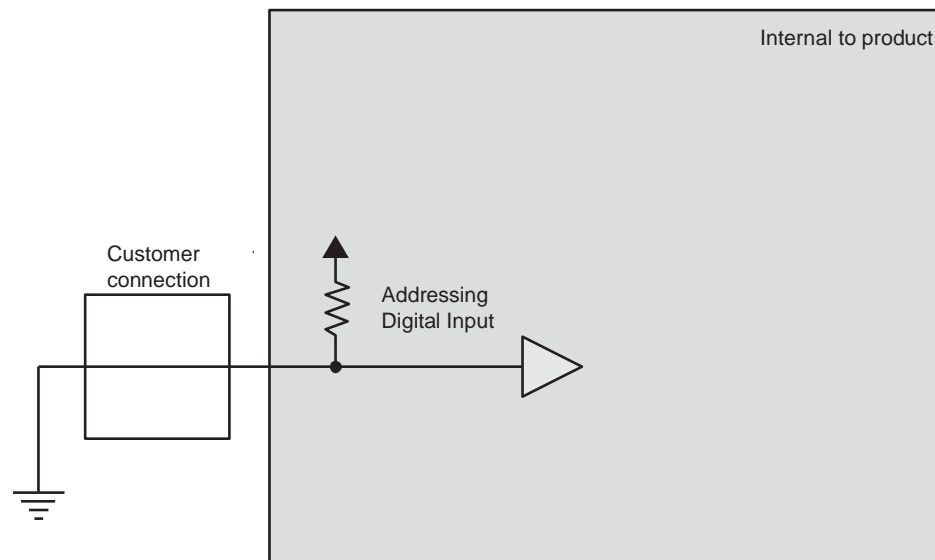 Internal to product
Customer
connection
Addressing
Digital Input